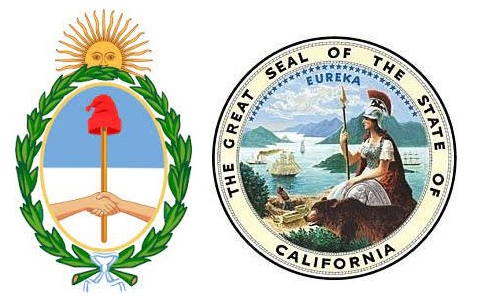 THE GREAT SEAL OF THE STATE OF CALIFORNIA
EUREKA